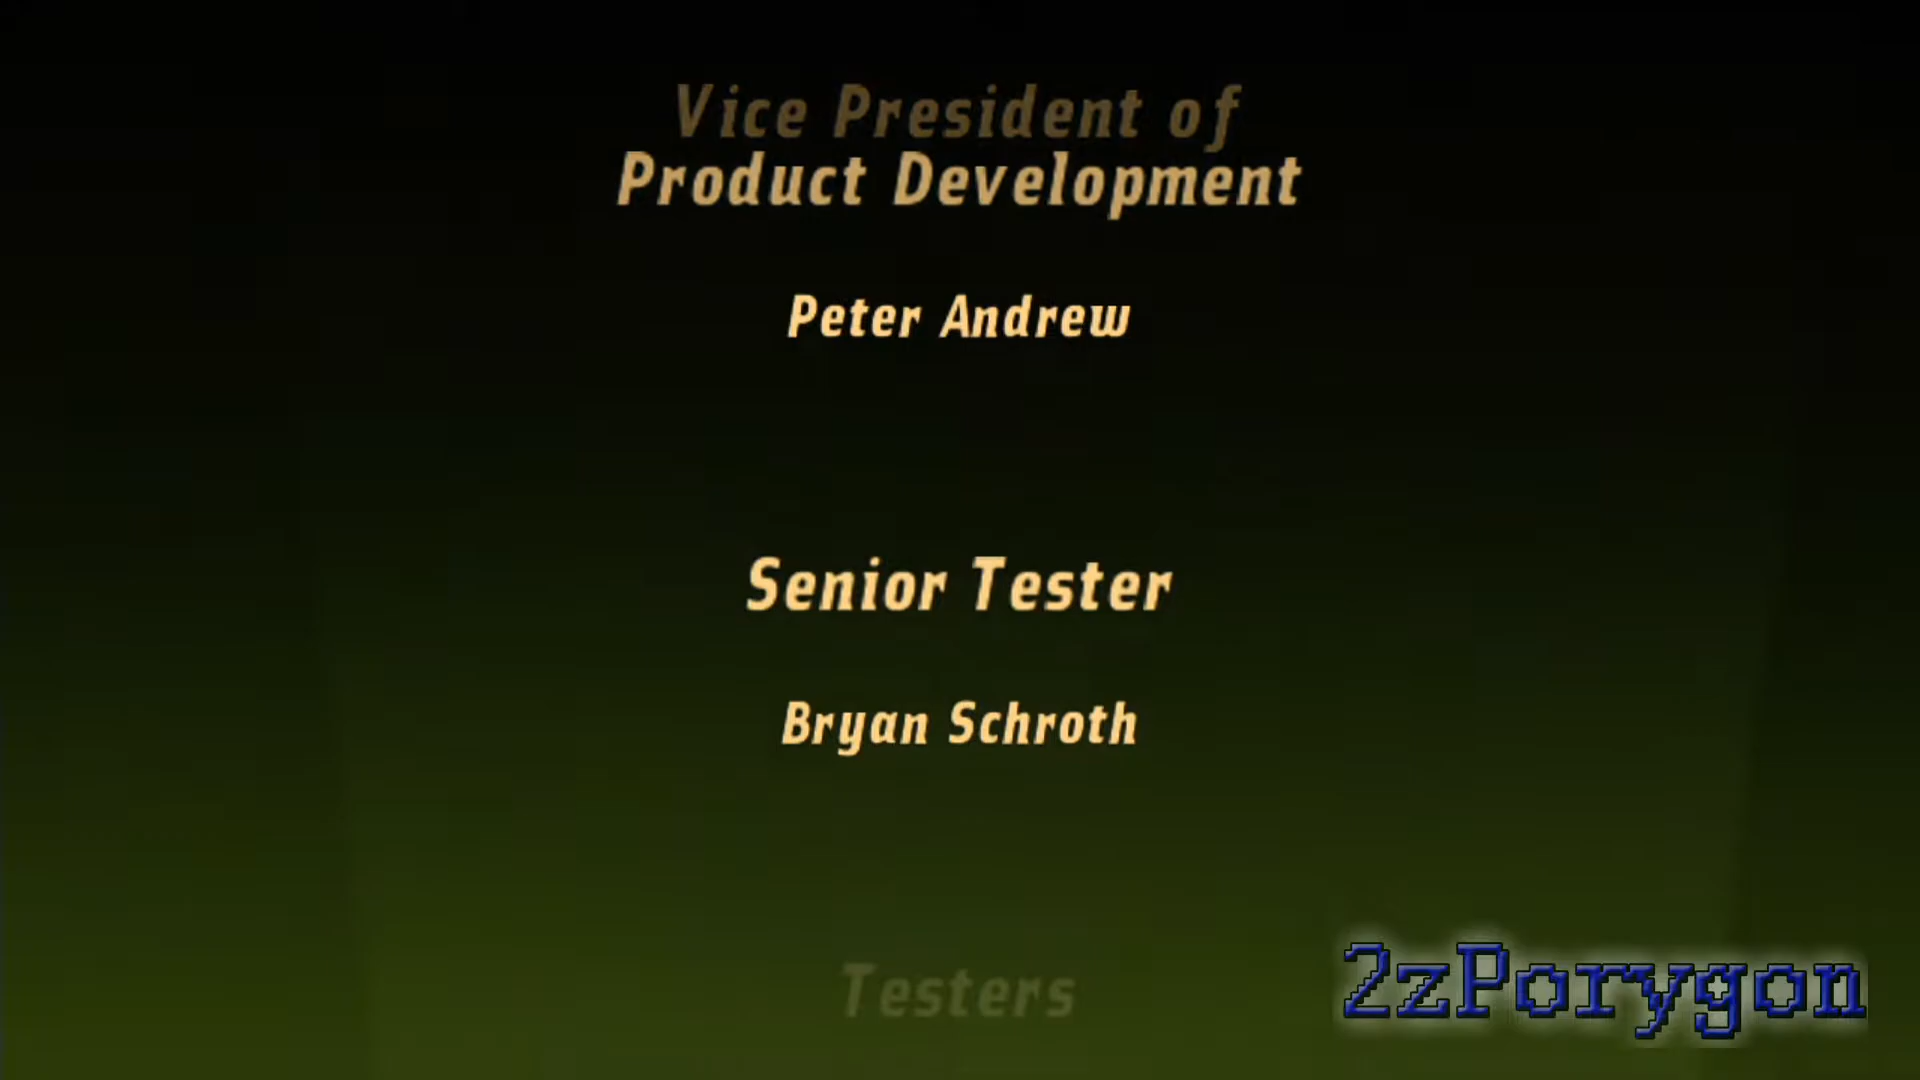 Vice President of
Product Development
Peter Andrew
Senior Tester
Bryan Schroth
Testers
2zPorygon